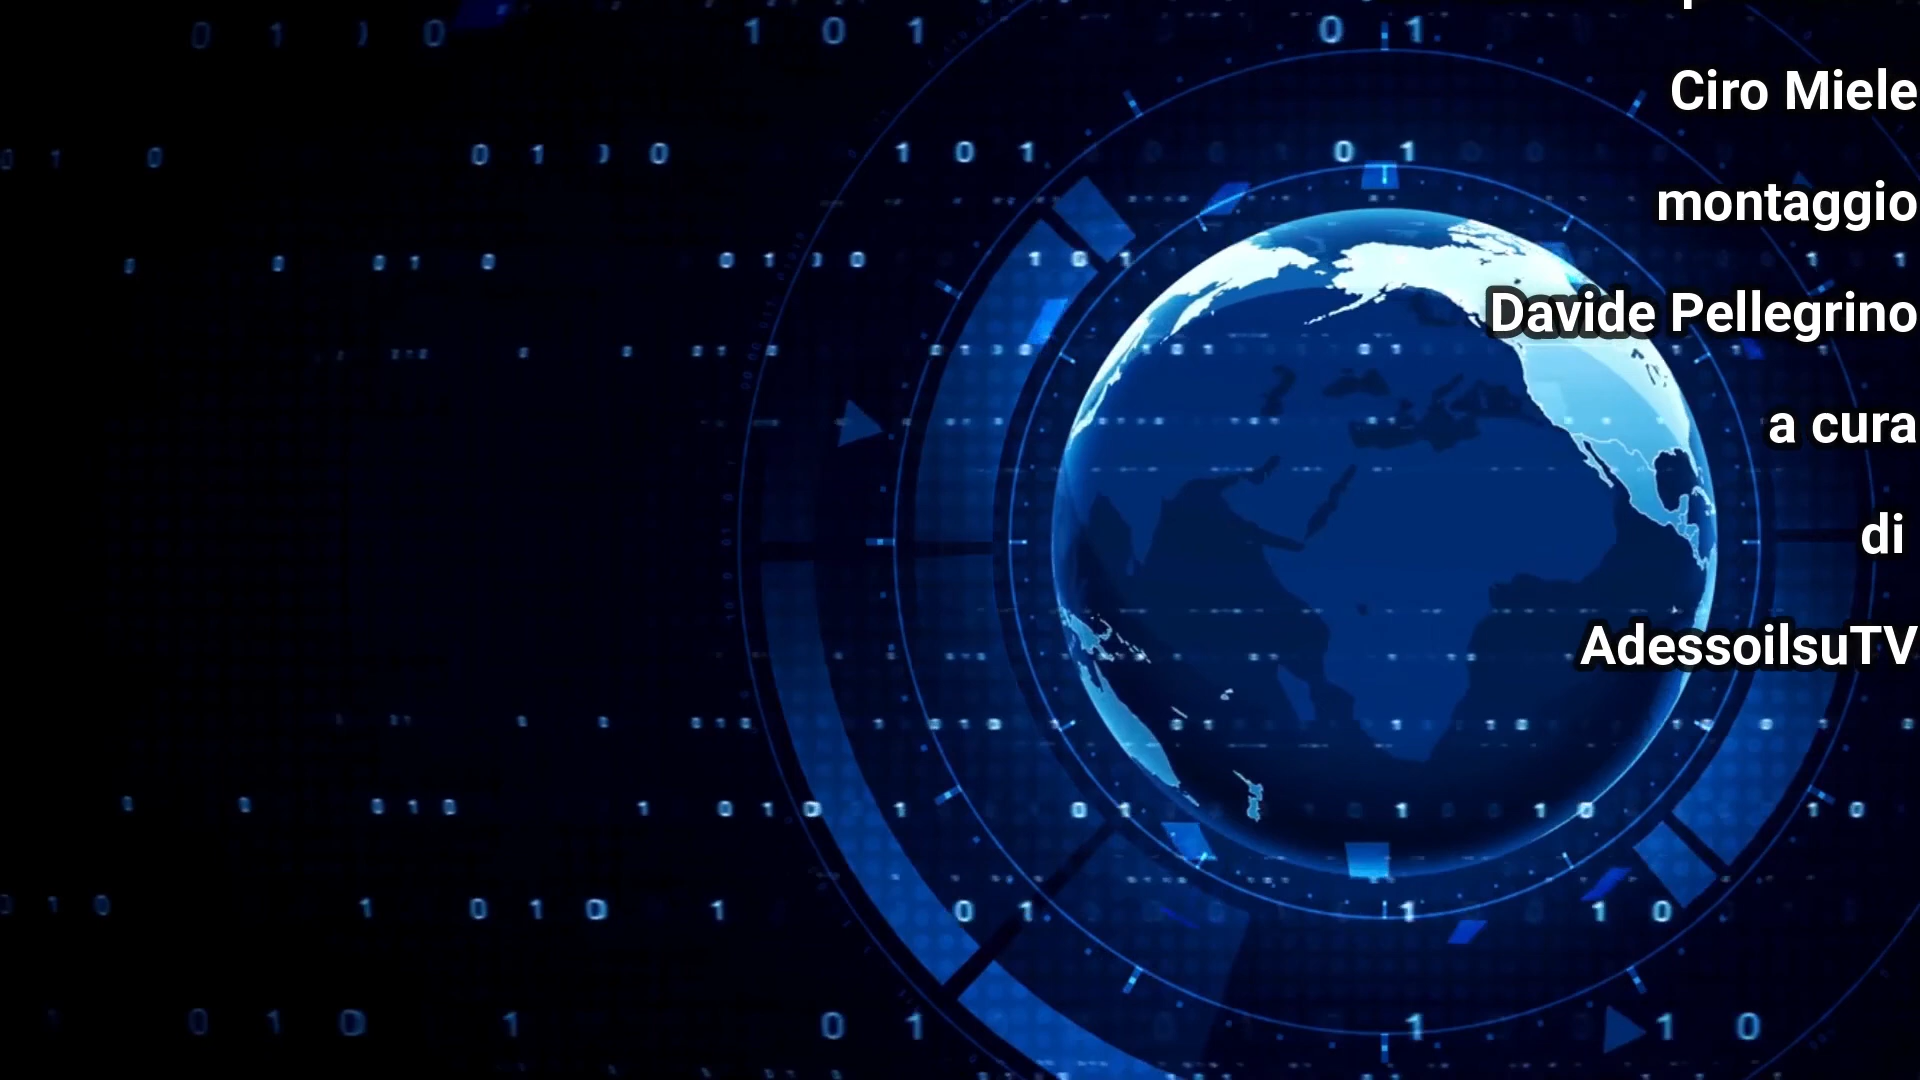 Ciro Miele
montaggio
Davide Pellegrino
a cura
di
AdessoilsuTV